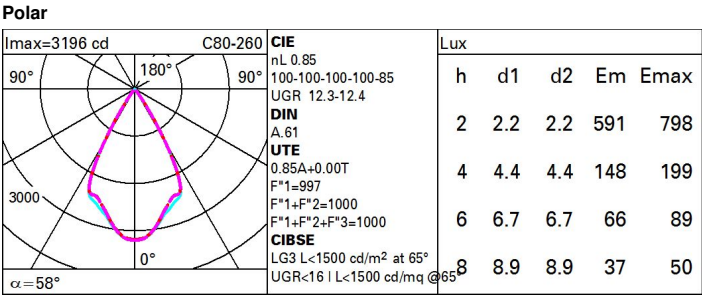 Polar
Imax=3196 cd C80-260
90° 180° 90°
3000
0°
α=58°
CIE
nL 0.85
100-100-100-100-85
UGR 12.3-12.4
DIN
A.61
UTE
0.85A+0.00T
F"1=997
F"1+F"2=1000
F"1+F"2+F"3=1000
CIBSE
LG3 L<1500 cd/m² at 65°
UGR<16 | L<1500 cd/mq @65°
Lux
h d1 d2 Em Emax
2 2.2 2.2 591 798
4 4.4 4.4 148 199
6 6.7 6.7 66 89
8 8.9 8.9 37 50